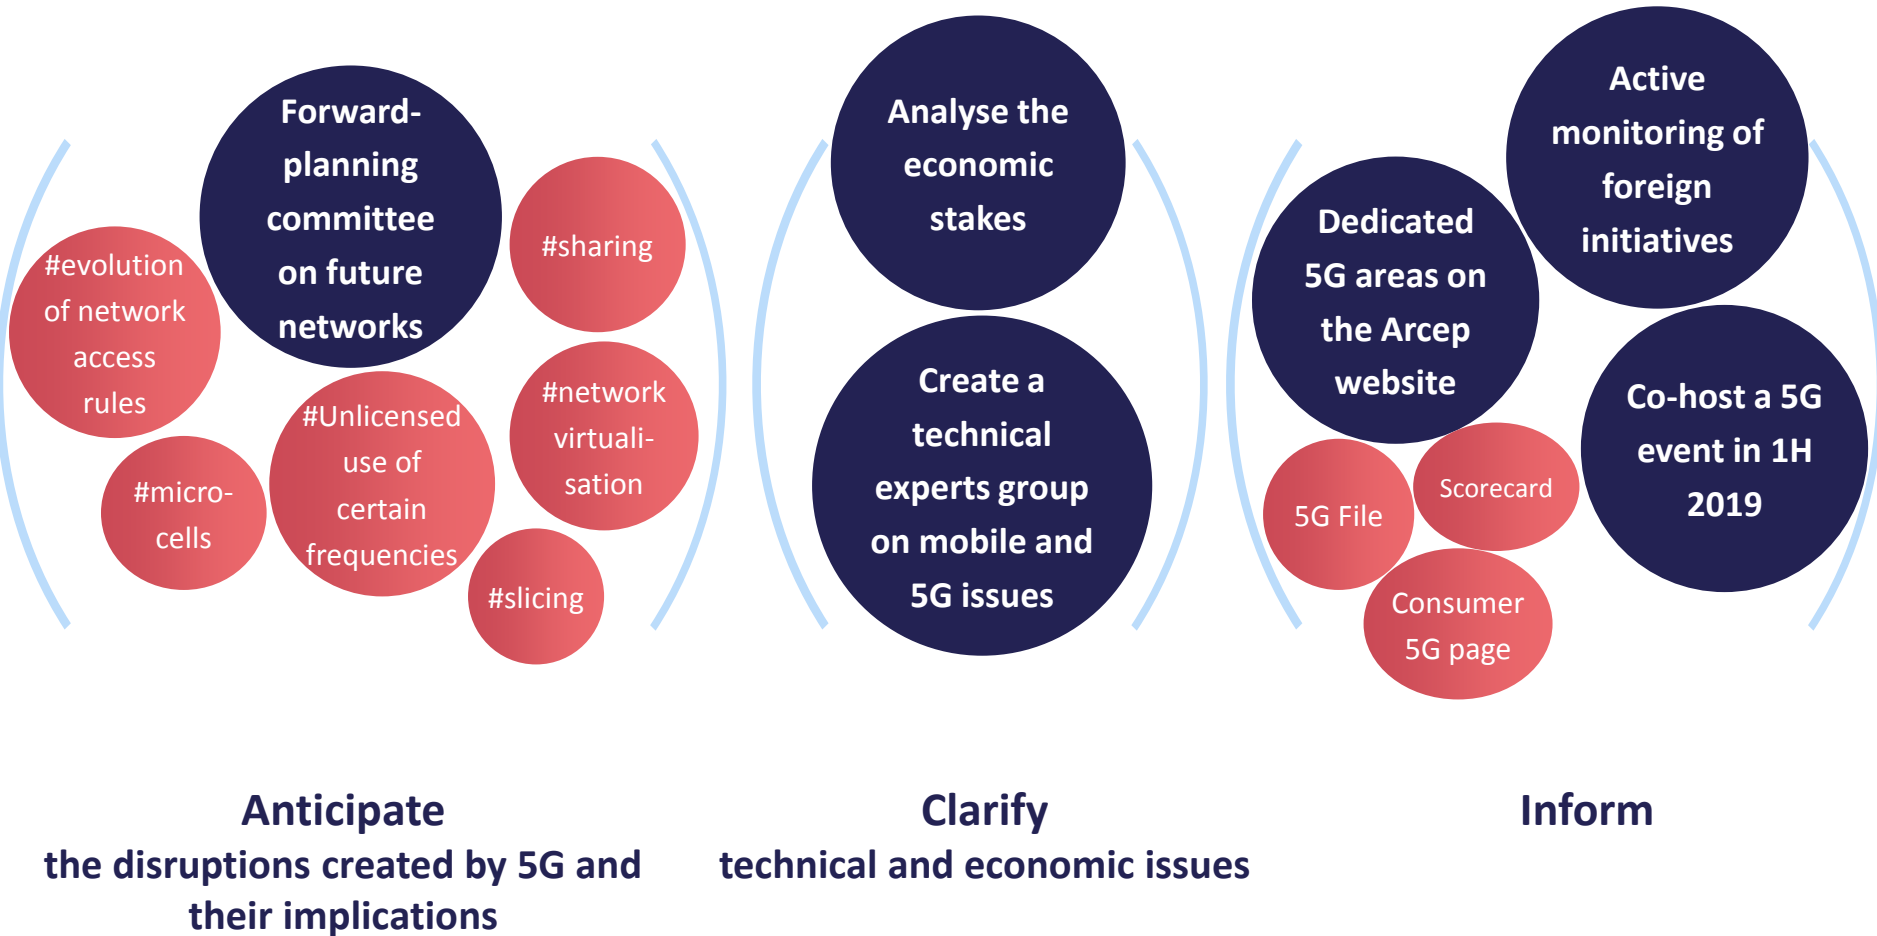 Forward-
planning
committee
on future
networks
#evolution
of network
access
rules
#sharing
#micro-
cells
#Unlicensed
use of
certain
frequencies
#network
virtuali-
sation
#slicing
Anticipate
the disruptions created by 5G and
their implications
Analyse the
economic
stakes
Create a
technical
experts group
on mobile and
5G issues
Clarify
technical and economic issues
Active
monitoring of
foreign
initiatives
Dedicated
5G areas on
the Arcep
website
Co-host a 5G
event in 1H
2019
5G File
Scorecard
Consumer
5G page
Inform